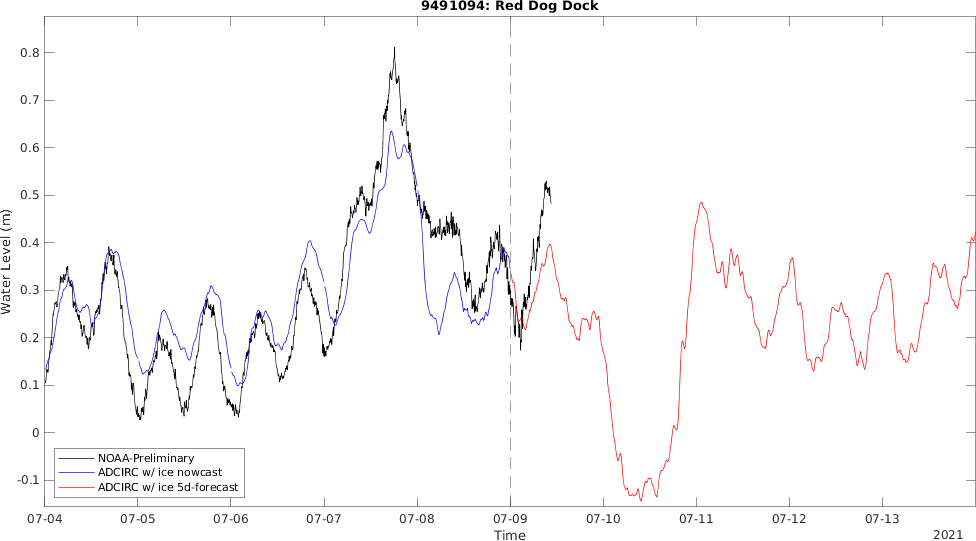 9491094: Red Dog Dock
Water Level (m)
0.8
0.7
0.6
0.5
0.4
0.3
0.2
0.1
0
-0.1
NOAA-Preliminary
ADCIRC w/ ice nowcast
ADCIRC w/ ice 5d-forecast
07-04 07-05 07-06 07-07 07-08 07-09 07-10 07-11 07-12 07-13
Time
2021